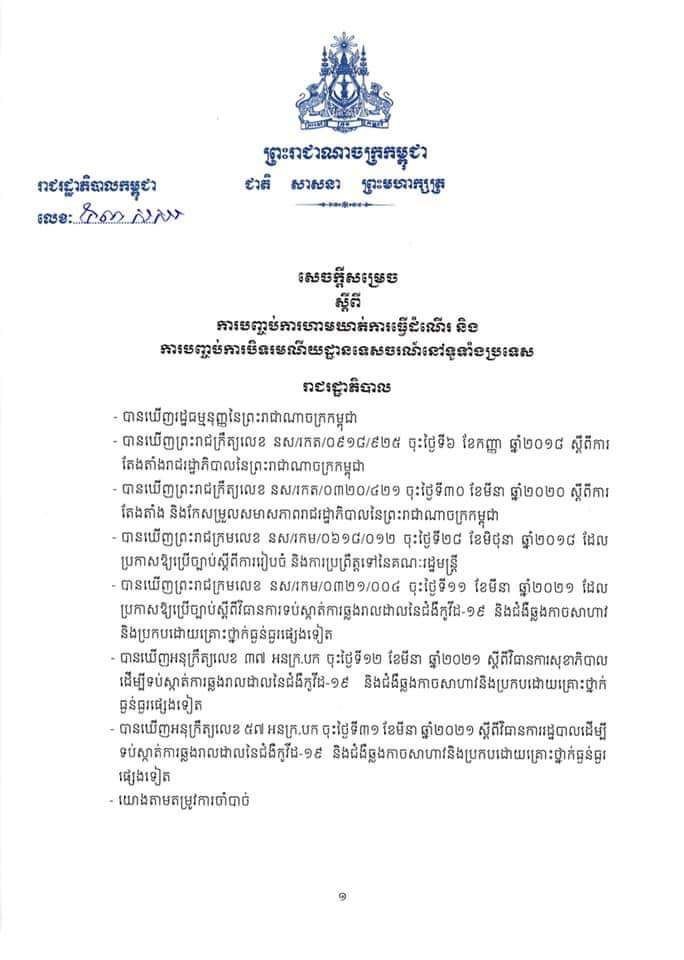 ព្រះរាជាណាចក្រកម្ពុជា
ជាតិ សាសនា ព្រះមហាក្សត្រ
រាជរដ្ឋាភិបាលកម្ពុជា
លេខៈ សសរ
សេចក្តីសម្រេច
ស្តីពី
ការបញ្ចប់ការហាមឃាត់ការធ្វើដំណើរ និង
ការបញ្ចប់ការបិទរមណីយដ្ឋានទេសចរណ៍នៅទូទាំងប្រទេស
រាជរដ្ឋាភិបាល
- បានឃើញរដ្ឋធម្មនុញ្ញនៃព្រះរាជាណាចក្រកម្ពុជា
- បានឃើញព្រះរាជក្រឹត្យលេខ នស/រកត/០៩១៨/៩២៥ ចុះថ្ងៃទី៦ ខែកញ្ញា ឆ្នាំ២០១៨ ស្តីពីការ
តែងតាំងរាជរដ្ឋាភិបាលនៃព្រះរាជាណាចក្រកម្ពុជា
- បានឃើញព្រះរាជក្រឹត្យលេខ នស/រកត/០៣២០/៤២១ ចុះថ្ងៃទី៣០ ខែមីនា ឆ្នាំ២០២០ ស្តីពីការ
តែងតាំង និងកែសម្រួលសមាសភាពរាជរដ្ឋាភិបាលនៃព្រះរាជាណាចក្រកម្ពុជា
- បានឃើញព្រះរាជក្រមលេខ នស/រកម/០៦១៨/០១២ ចុះថ្ងៃទី២៨ ខែមិថុនា ឆ្នាំ២០១៨ ដែល
ប្រកាសឱ្យប្រើច្បាប់ស្តីពីការរៀបចំ និងការប្រព្រឹត្តទៅនៃគណៈរដ្ឋមន្ត្រី
- បានឃើញព្រះរាជក្រមលេខ នស/រកម/០៣២១/០០៤ ចុះថ្ងៃទី១១ ខែមីនា ឆ្នាំ២០២១ ដែល
ប្រកាសឱ្យប្រើច្បាប់ស្តីពីវិធានការទប់ស្កាត់ការឆ្លងរាលដាលនៃជំងឺកូវីដ-១៩ និងជំងឺឆ្លងកាចសាហាវ
និងប្រកបដោយគ្រោះថ្នាក់ធ្ងន់ធ្ងរផ្សេងទៀត
- បានឃើញអនុក្រឹត្យលេខ ៣៧ អនក្រ.បក ចុះថ្ងៃទី១២ ខែមីនា ឆ្នាំ២០២១ ស្តីពីវិធានការសុខាភិបាល
ដើម្បីទប់ស្កាត់ការឆ្លងរាលដាលនៃជំងឺកូវីដ-១៩ និងជំងឺឆ្លងកាចសាហាវនិងប្រកបដោយគ្រោះថ្នាក់
ធ្ងន់ធ្ងរផ្សេងទៀត
- បានឃើញអនុក្រឹត្យលេខ ៥៧ អនក្រ.បក ចុះថ្ងៃទី៣១ ខែមីនា ឆ្នាំ២០២១ ស្តីពីវិធានការរដ្ឋបាលដើម្បី
ទប់ស្កាត់ការឆ្លងរាលដាលនៃជំងឺកូវីដ-១៩ និងជំងឺឆ្លងកាចសាហាវនិងប្រកបដោយគ្រោះថ្នាក់ធ្ងន់ធ្ងរ
ផ្សេងទៀត
- យោងតាមតម្រូវការចាំបាច់
១